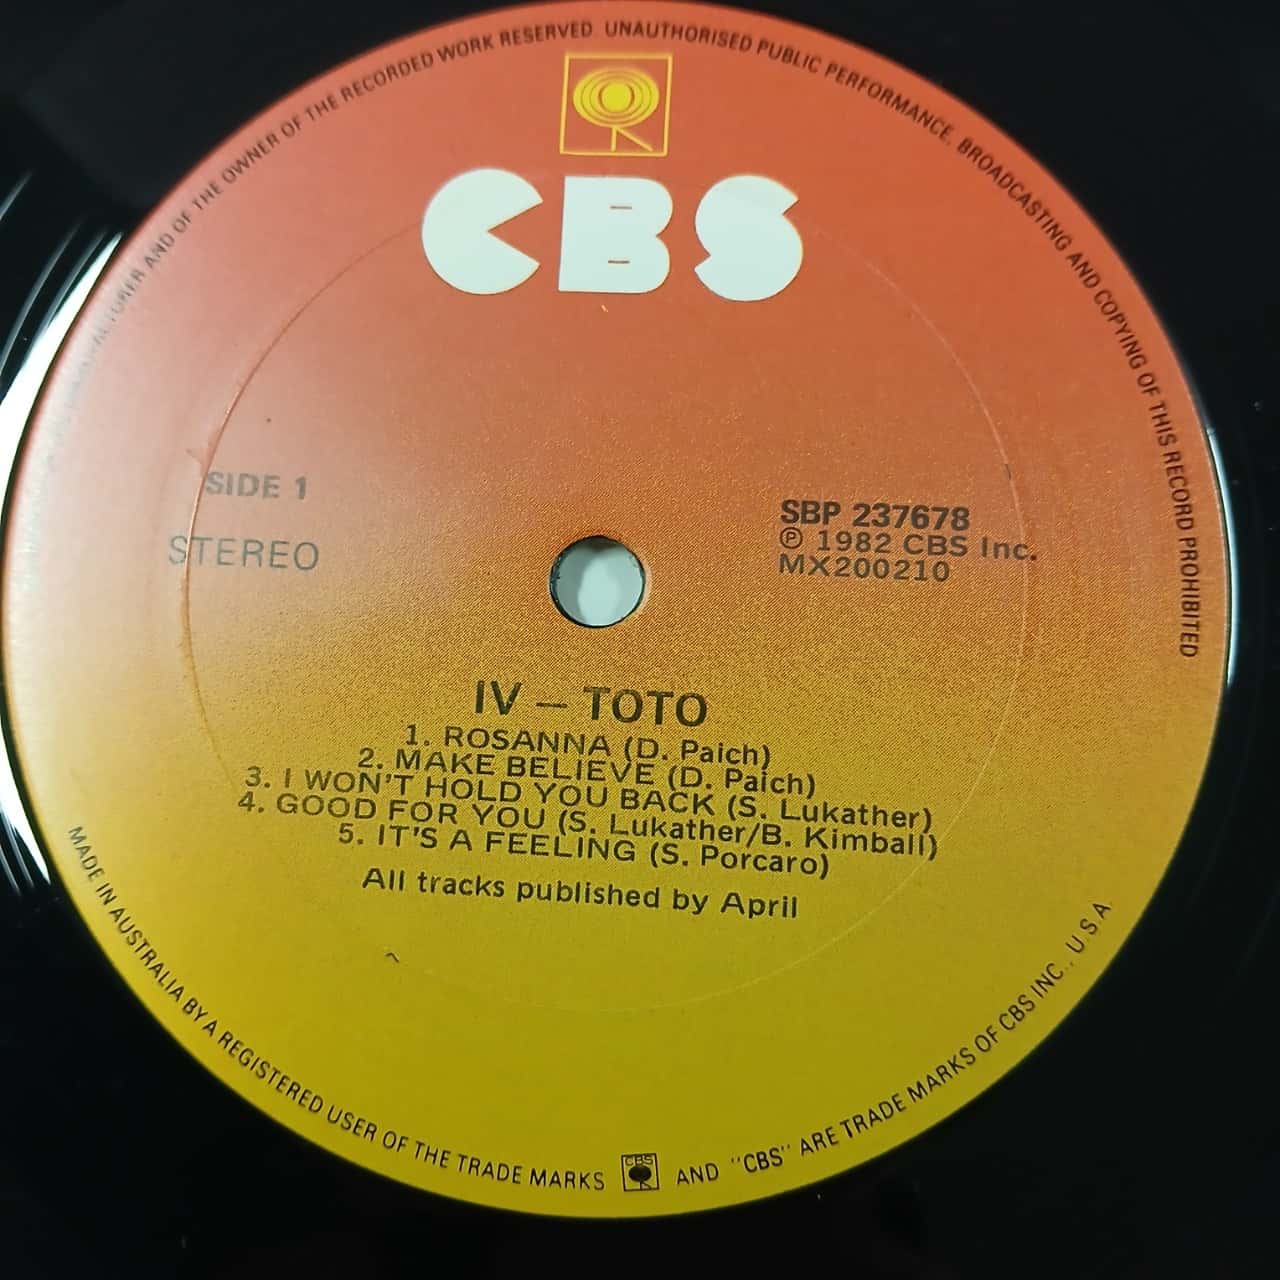 AND OF THE OWNER OF THE RECORDED WORK RESERVED UNAUTHORISED PUBLIC PERFORMANCE, BROADCASTING AND COPYING OF THIS RECORD PROHIBITED
CBS
SIDE 1
STEREO
SBP 237678
℗ 1982 CBS Inc.
MX200210
IV – TOTO
1. ROSANNA (D. Paich)
2. MAKE BELIEVE (D. Paich)
3. I WON'T HOLD YOU BACK (S. Lukather)
4. GOOD FOR YOU (S. Lukather/B. Kimball)
5. IT'S A FEELING (S. Porcaro)
All tracks published by April
MADE IN AUSTRALIA BY A REGISTERED USER OF THE TRADE MARKS CBS AND "CBS" ARE TRADE MARKS OF CBS INC., U.S.A.